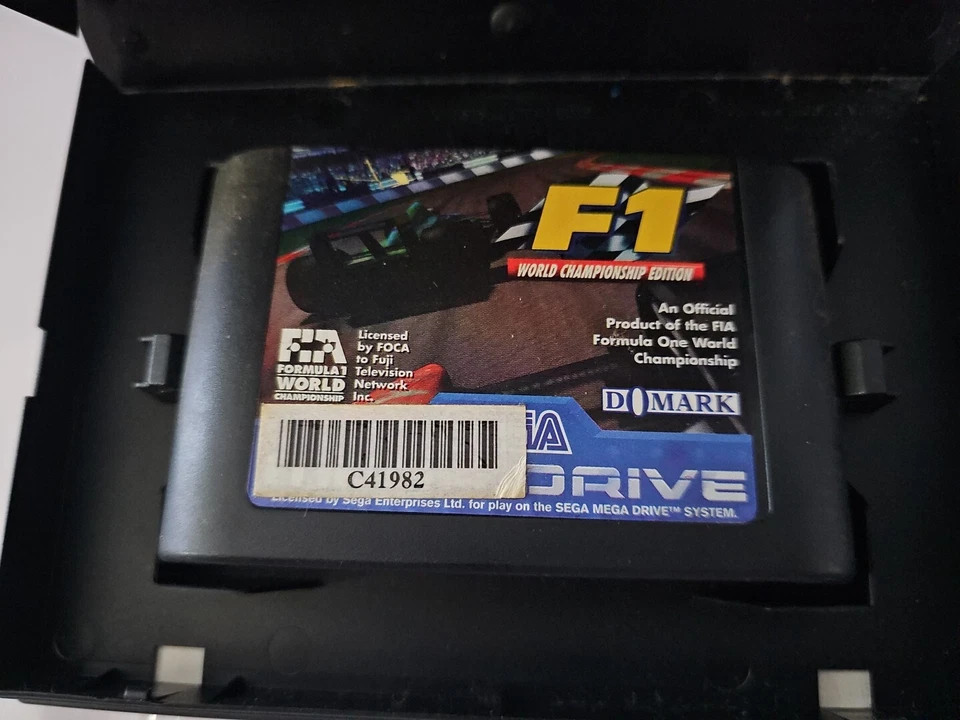 F1
WORLD CHAMPIONSHIP EDITION
An Official
Product of the FIA
Formula One World
Championship
FIA
FORMULA 1
WORLD
CHAMPIONSHIP
Licensed
by FOCA
to Fuji
Television
Network
Inc.
DOMARK
C41982
DRIVE
Licensed by Sega Enterprises Ltd. for play on the SEGA MEGA DRIVE™ SYSTEM.